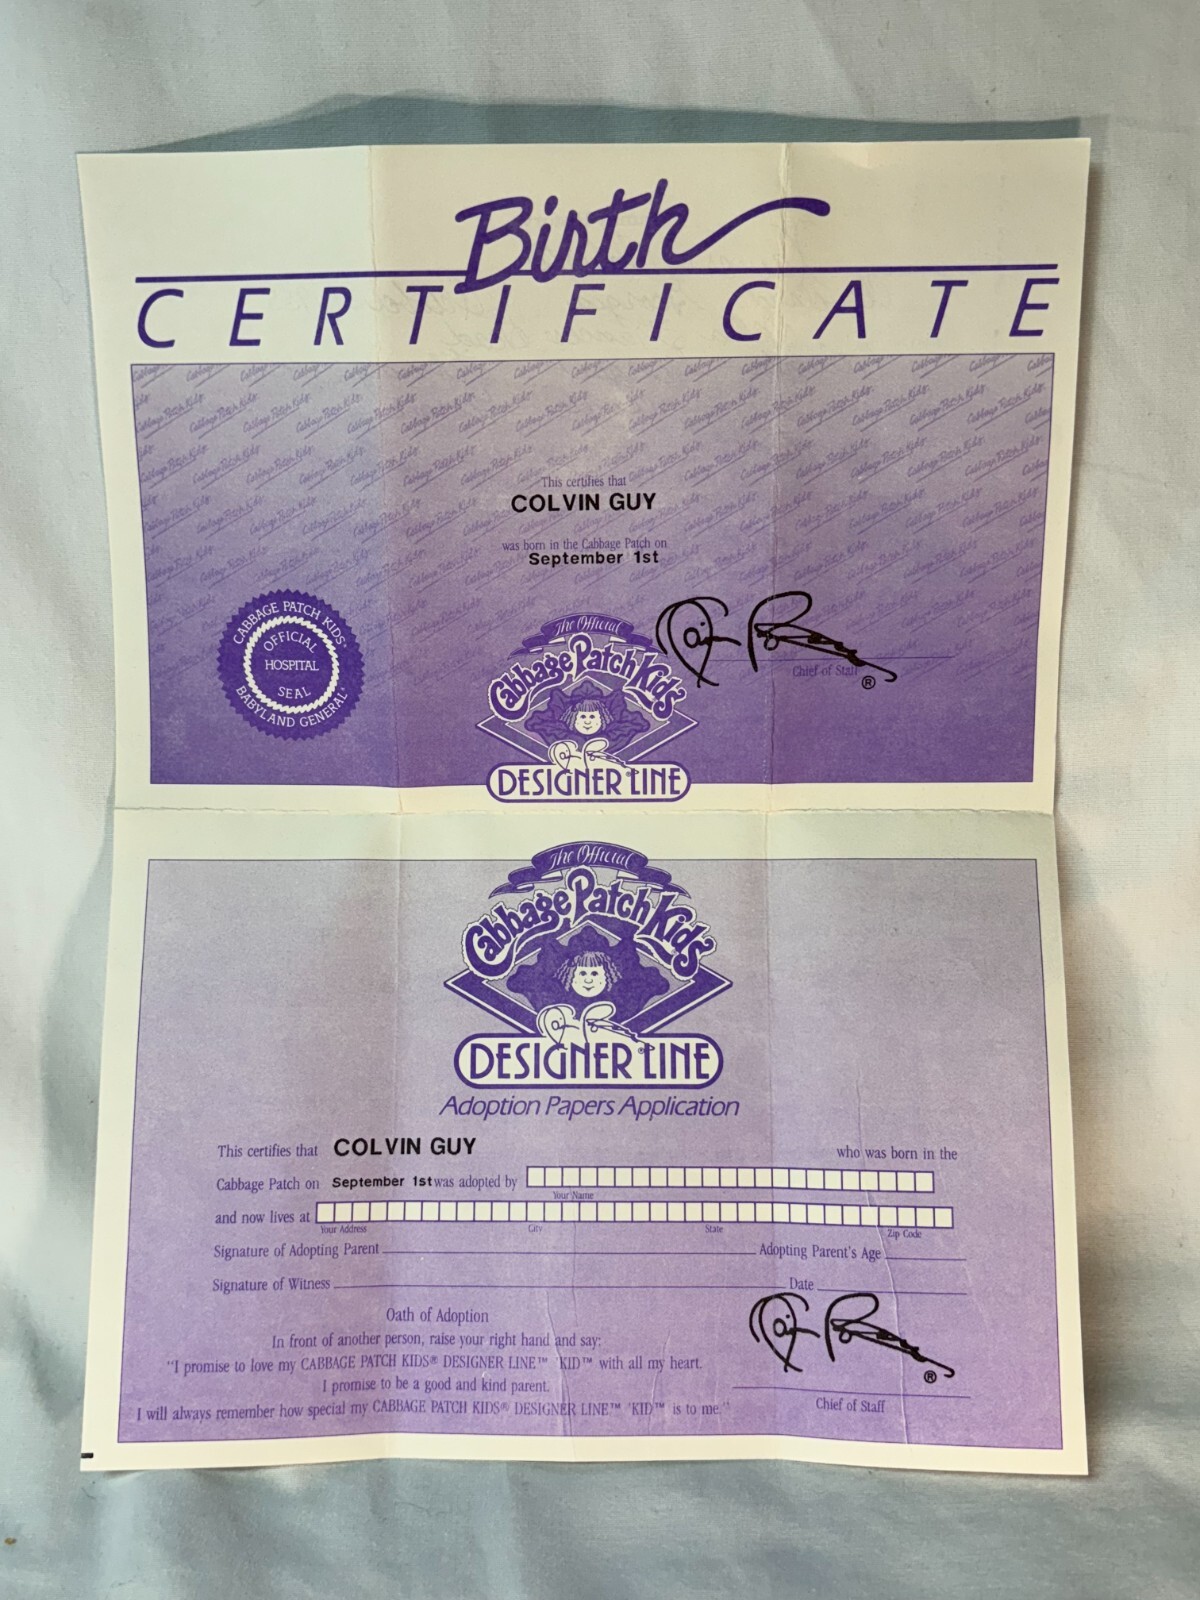 Birth
CERTIFICATE
This certifies that
COLVIN GUY
was born in the Cabbage Patch on
September 1st
CABBAGE PATCH KIDS®
OFFICIAL
HOSPITAL
SEAL
BABYLAND GENERAL®
The Official
Cabbage Patch Kids
DESIGNER LINE
Chief of Staff
®
The Official
Cabbage Patch Kids
DESIGNER LINE
Adoption Papers Application
This certifies that COLVIN GUY who was born in the
Cabbage Patch on September 1st was adopted by
Your Name
and now lives at
Your Address City State Zip Code
Signature of Adopting Parent Adopting Parent's Age
Signature of Witness Date
Oath of Adoption
In front of another person, raise your right hand and say:
"I promise to love my CABBAGE PATCH KIDS® DESIGNER LINE™ 'KID'™ with all my heart.
I promise to be a good and kind parent.
I will always remember how special my CABBAGE PATCH KIDS® DESIGNER LINE™ 'KID'™ is to me."
®
Chief of Staff